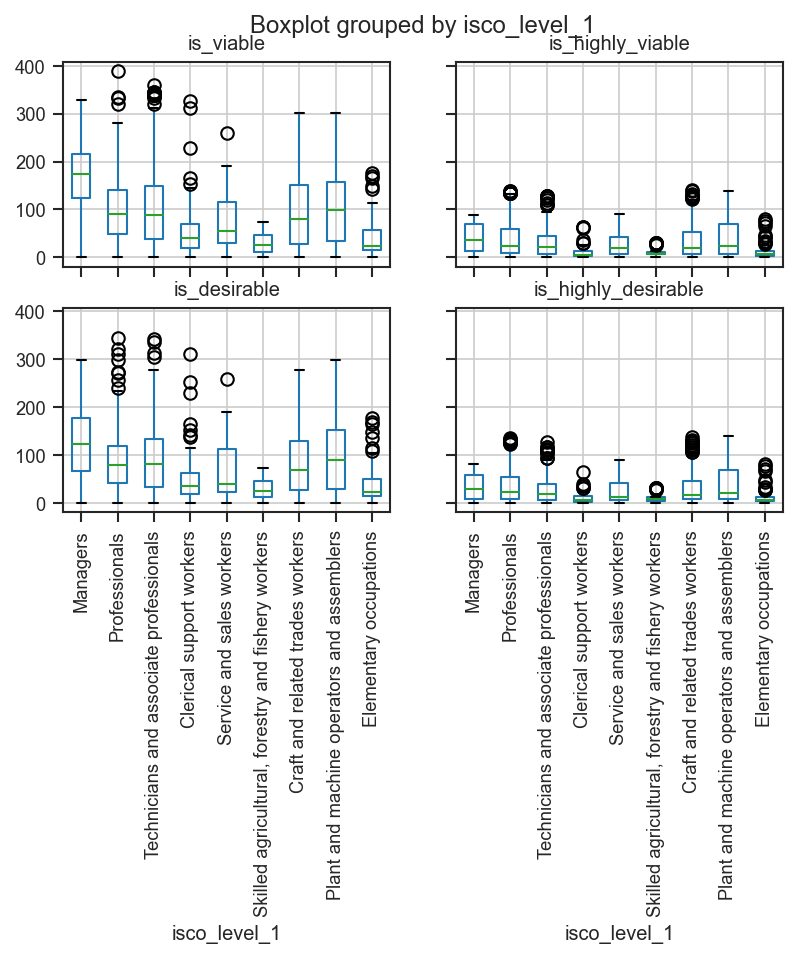 Boxplot grouped by isco_level_1
is_viable
is_highly_viable
400
300
200
100
0
is_desirable
is_highly_desirable
400
300
200
100
0
Managers
Professionals
Technicians and associate professionals
Clerical support workers
Service and sales workers
Skilled agricultural, forestry and fishery workers
Craft and related trades workers
Plant and machine operators and assemblers
Elementary occupations
Managers
Professionals
Technicians and associate professionals
Clerical support workers
Service and sales workers
Skilled agricultural, forestry and fishery workers
Craft and related trades workers
Plant and machine operators and assemblers
Elementary occupations
isco_level_1
isco_level_1